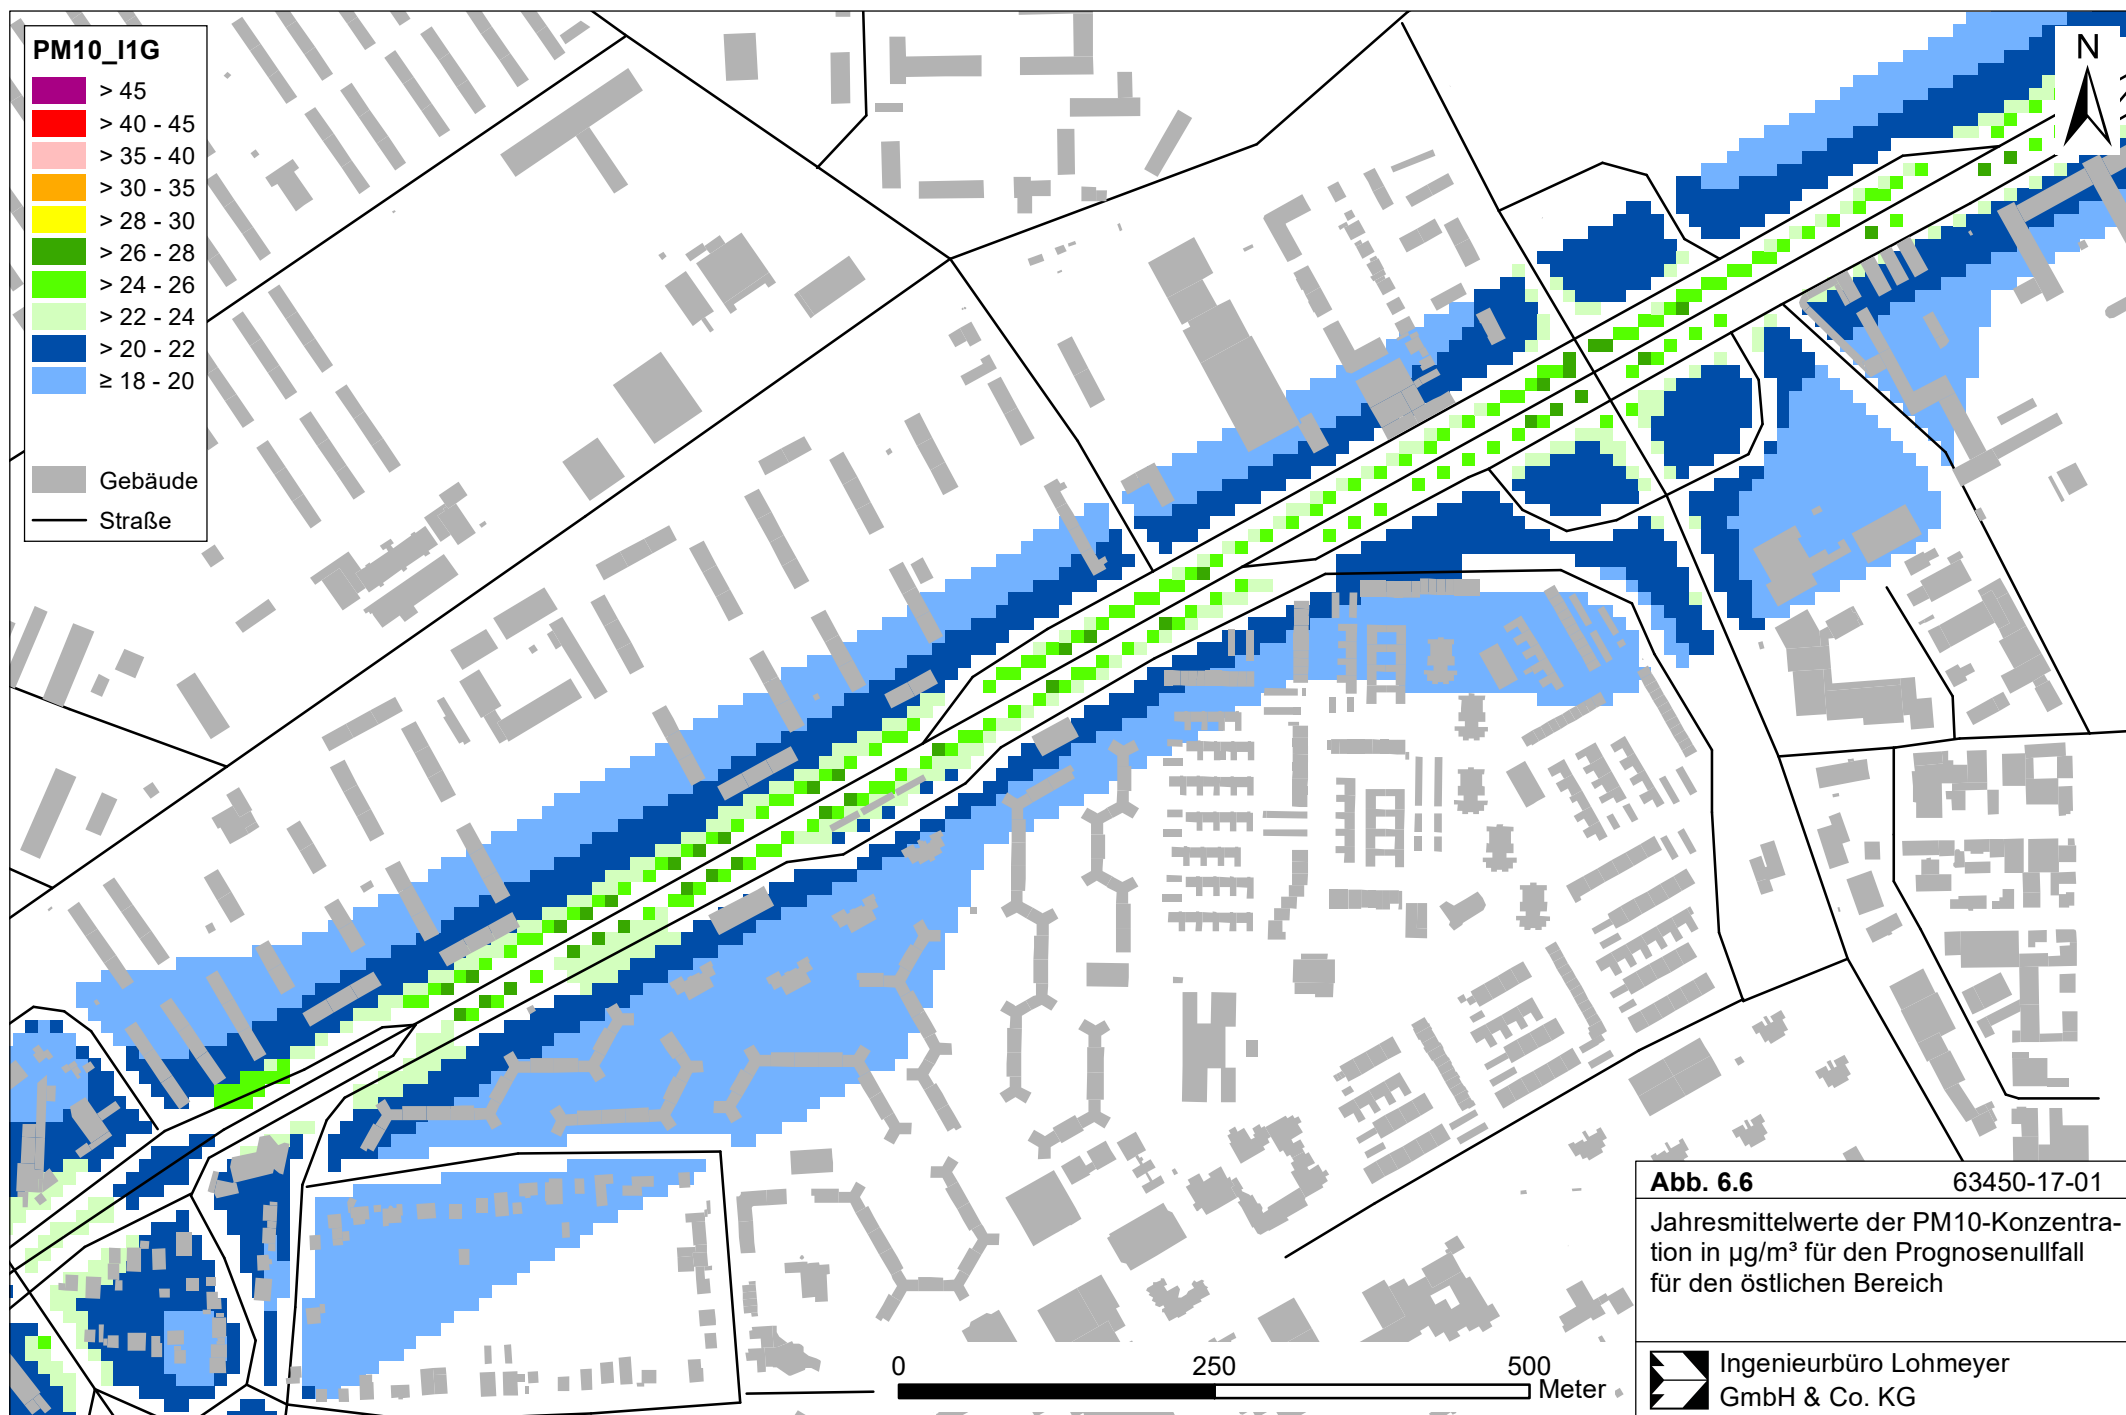 PM10_I1G
> 45
> 40 - 45
> 35 - 40
> 30 - 35
> 28 - 30
> 26 - 28
> 24 - 26
> 22 - 24
> 20 - 22
≥ 18 - 20
Gebäude
Straße
N
0 250 500
Meter
Abb. 6.6 63450-17-01
Jahresmittelwerte der PM10-Konzentra-
tion in µg/m³ für den Prognosenullfall
für den östlichen Bereich
Ingenieurbüro Lohmeyer
GmbH & Co. KG